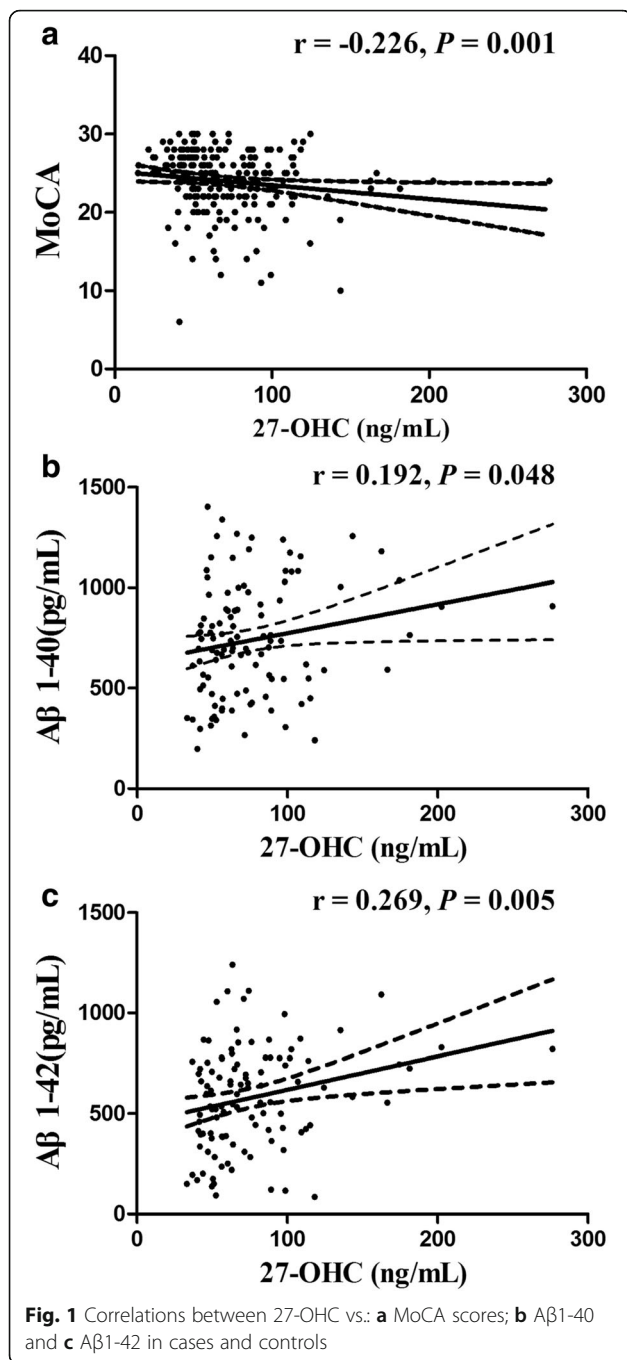 a
r = -0.226, P = 0.001
40
30
20
10
0
MoCA
0 100 200 300
27-OHC (ng/mL)
b
r = 0.192, P = 0.048
1500
1000
500
0
Aβ 1-40(pg/mL)
0 100 200 300
27-OHC (ng/mL)
c
r = 0.269, P = 0.005
1500
1000
500
0
Aβ 1-42(pg/mL)
0 100 200 300
27-OHC (ng/mL)
Fig. 1 Correlations between 27-OHC vs.: a MoCA scores; b Aβ1-40
and c Aβ1-42 in cases and controls